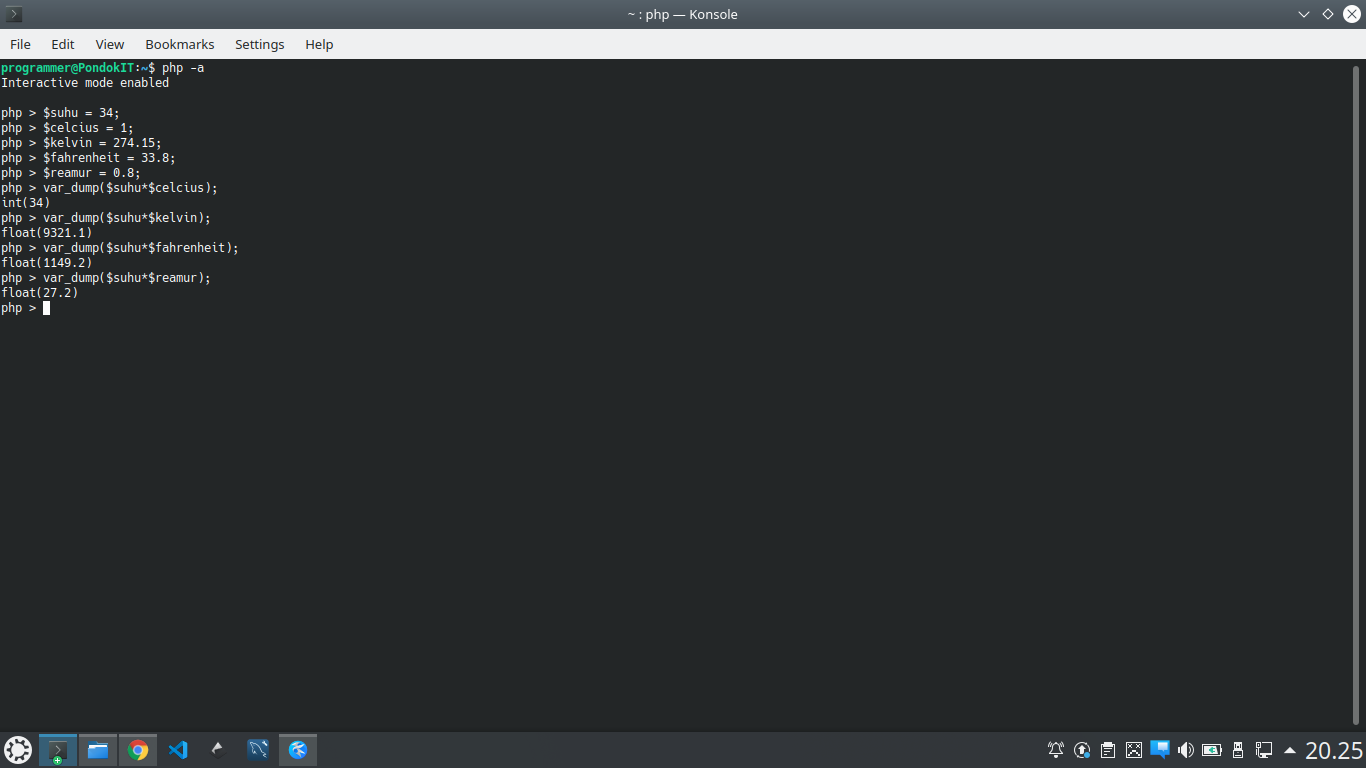 ~ : php — Konsole
File Edit View Bookmarks Settings Help
programmer@PondokIT:~$ php -a
Interactive mode enabled
php > $suhu = 34;
php > $celcius = 1;
php > $kelvin = 274.15;
php > $fahrenheit = 33.8;
php > $reamur = 0.8;
php > var_dump($suhu*$celcius);
int(34)
php > var_dump($suhu*$kelvin);
float(9321.1)
php > var_dump($suhu*$fahrenheit);
float(1149.2)
php > var_dump($suhu*$reamur);
float(27.2)
php >
20.25